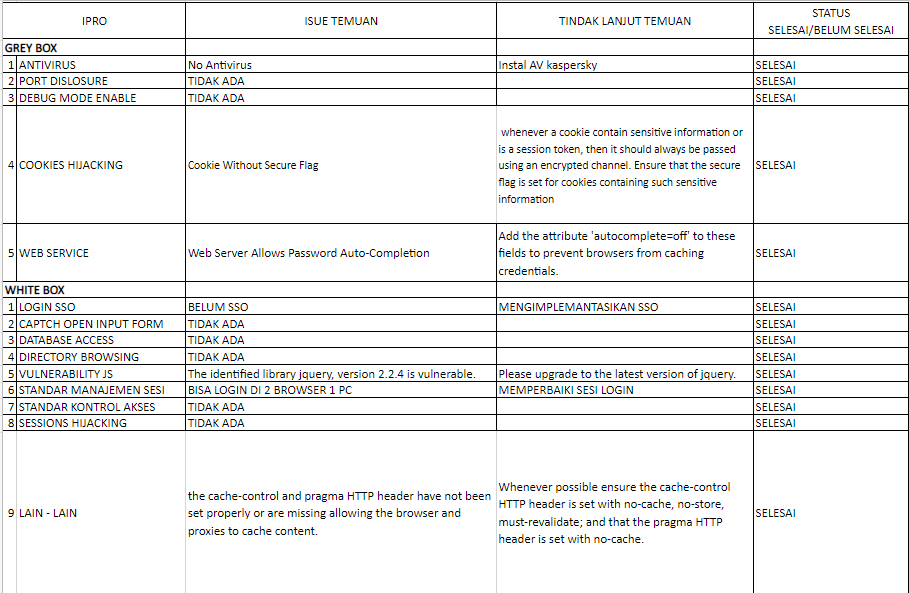 IPRO ISUE TEMUAN TINDAK LANJUT TEMUAN STATUS
SELESAI/BELUM SELESAI
GREY BOX
1 ANTIVIRUS No Antivirus Instal AV kaspersky SELESAI
2 PORT DISLOSURE TIDAK ADA SELESAI
3 DEBUG MODE ENABLE TIDAK ADA SELESAI
4 COOKIES HIJACKING Cookie Without Secure Flag whenever a cookie contain sensitive information or
is a session token, then it should always be passed
using an encrypted channel. Ensure that the secure
flag is set for cookies containing such sensitive
information
SELESAI
5 WEB SERVICE Web Server Allows Password Auto-Completion Add the attribute 'autocomplete=off' to these
fields to prevent browsers from caching
credentials.
SELESAI
WHITE BOX
1 LOGIN SSO BELUM SSO MENGIMPLEMANTASIKAN SSO SELESAI
2 CAPTCH OPEN INPUT FORM TIDAK ADA SELESAI
3 DATABASE ACCESS TIDAK ADA SELESAI
4 DIRECTORY BROWSING TIDAK ADA SELESAI
5 VULNERABILITY JS The identified library jquery, version 2.2.4 is vulnerable. Please upgrade to the latest version of jquery. SELESAI
6 STANDAR MANAJEMEN SESI BISA LOGIN DI 2 BROWSER 1 PC MEMPERBAIKI SESI LOGIN SELESAI
7 STANDAR KONTROL AKSES TIDAK ADA SELESAI
8 SESSIONS HIJACKING TIDAK ADA SELESAI
9 LAIN - LAIN the cache-control and pragma HTTP header have not been
set properly or are missing allowing the browser and
proxies to cache content.
Whenever possible ensure the cache-control
HTTP header is set with no-cache, no-store,
must-revalidate; and that the pragma HTTP
header is set with no-cache.
SELESAI